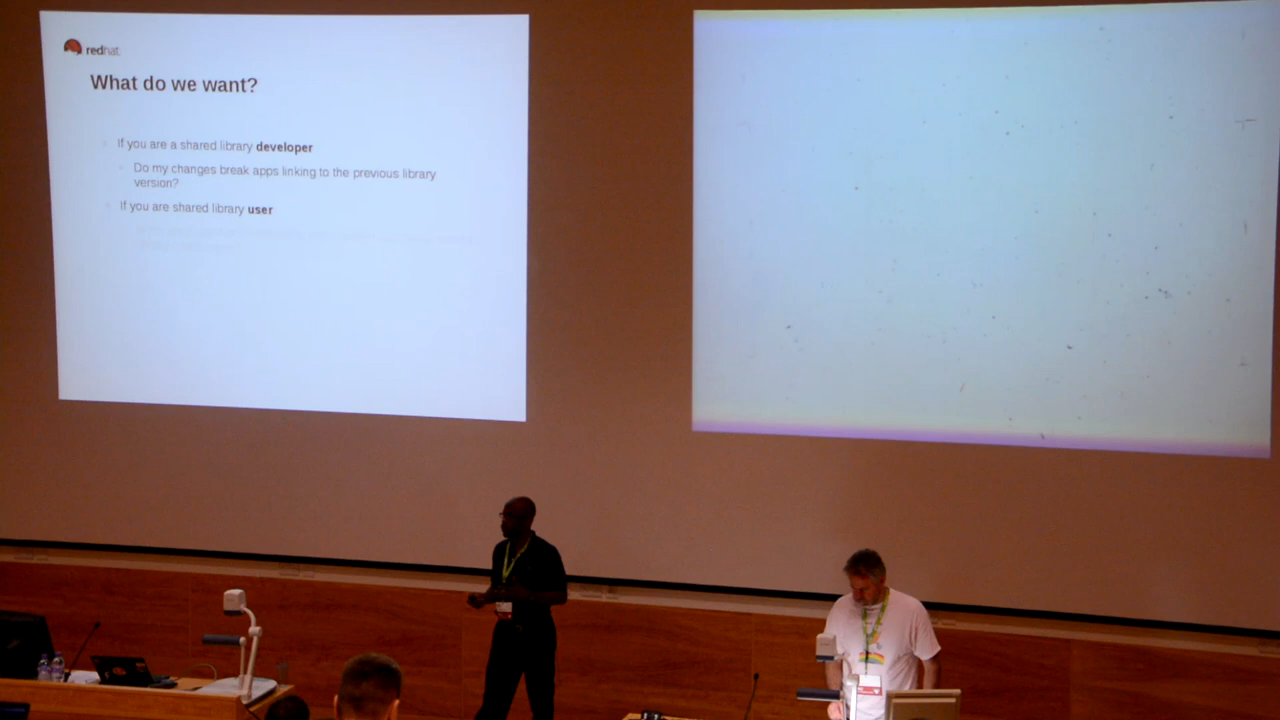 redhat.
What do we want?
If you are a shared library developer
Do my changes break apps linking to the previous library
version?
If you are shared library user